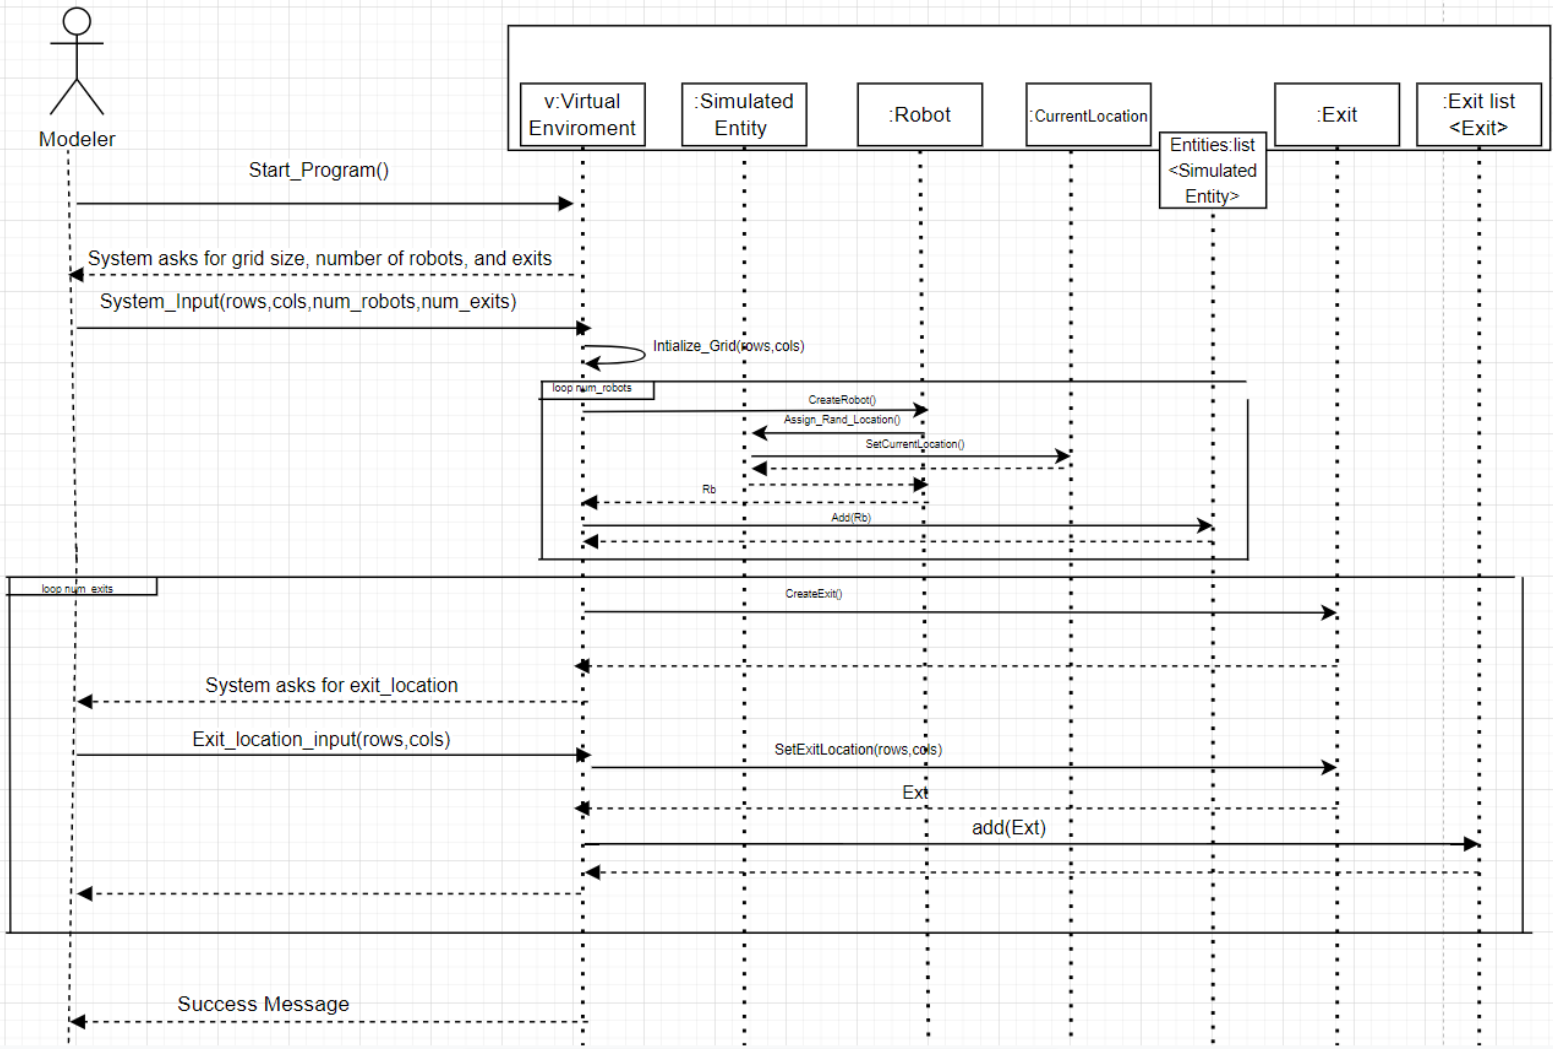 Modeler
v:Virtual
Enviroment
:Simulated
Entity
:Robot
:CurrentLocation
Entities:list
<Simulated
Entity>
:Exit
:Exit list
<Exit>
Start_Program()
System asks for grid size, number of robots, and exits
System_Input(rows,cols,num_robots,num_exits)
Intialize_Grid(rows,cols)
loop num_robots
CreateRobot()
Assign_Rand_Location()
SetCurrentLocation()
Rb
Add(Rb)
loop num_exits
CreateExit()
System asks for exit_location
Exit_location_input(rows,cols)
SetExitLocation(rows,cols)
Ext
add(Ext)
Success Message